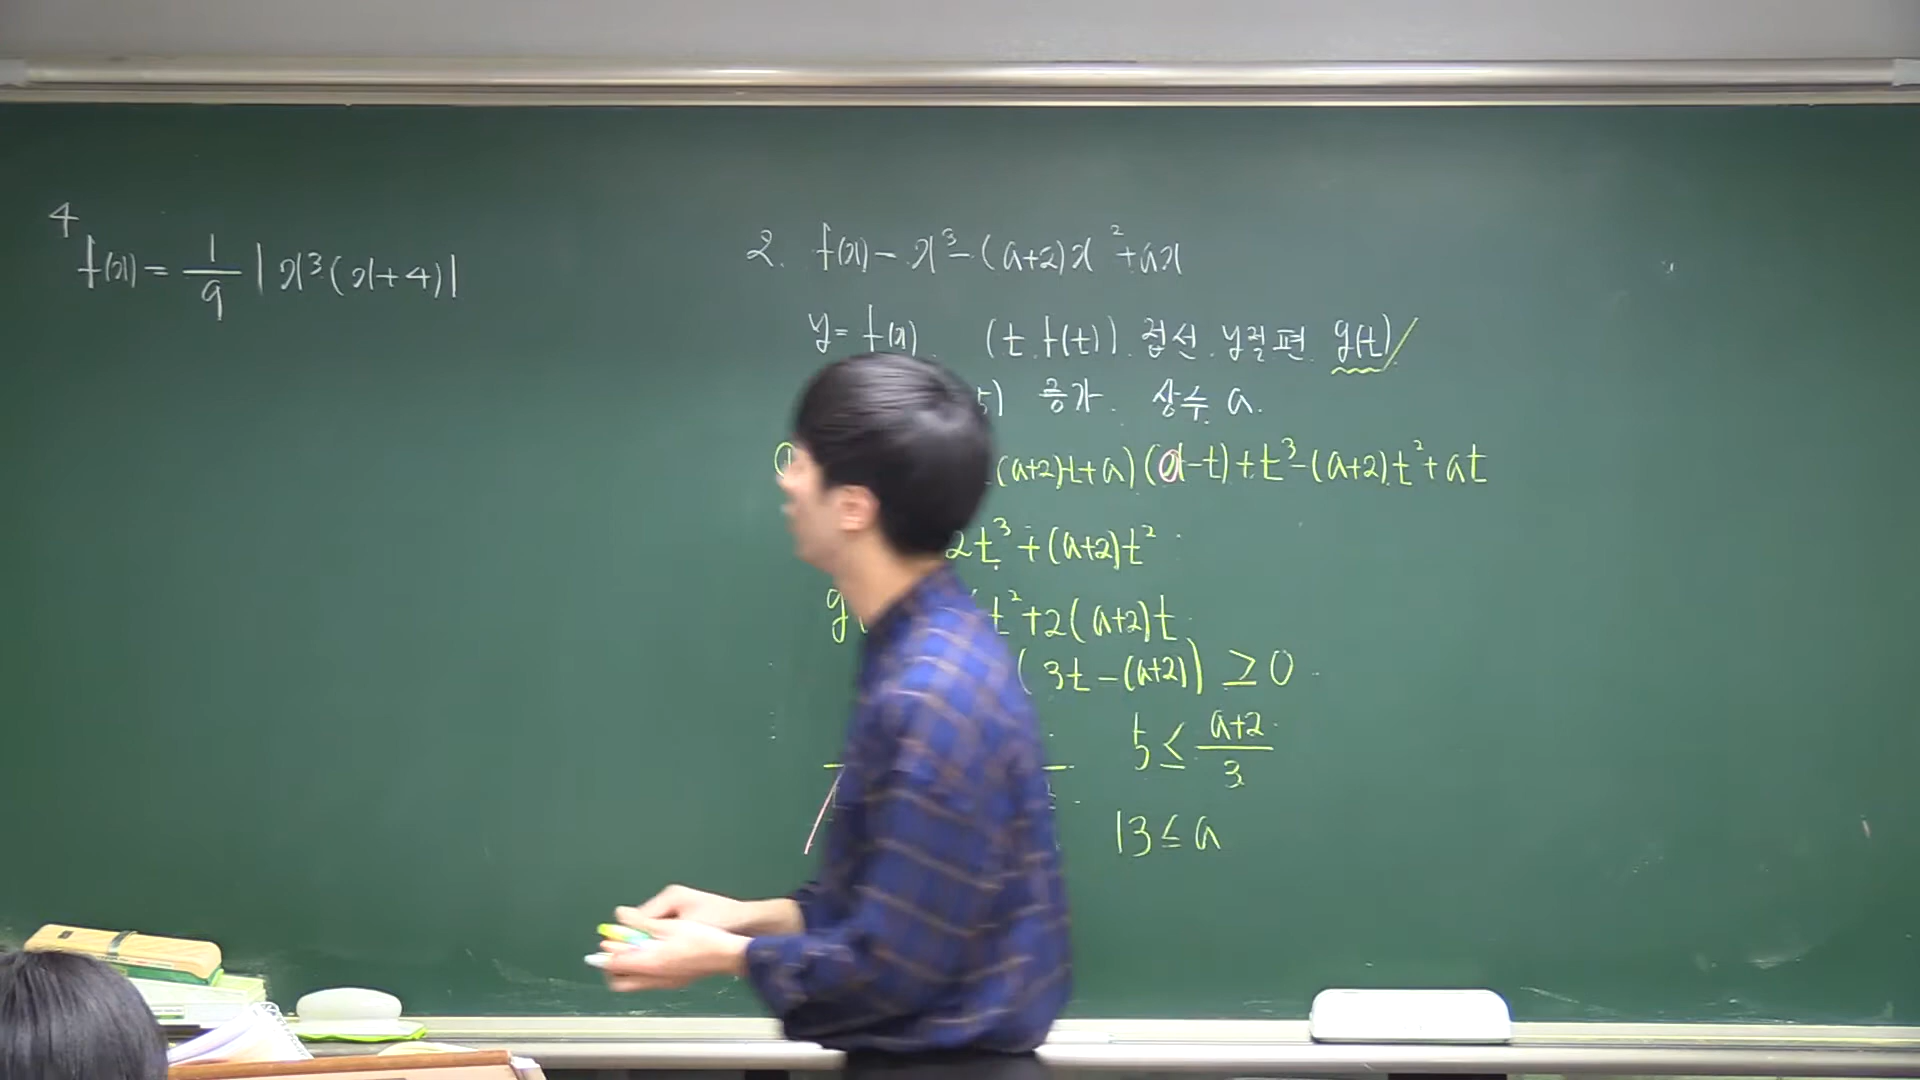 4
f(x) = 1/9 |x³(x+4)|
2. f(x) - x³ - (a+2)x² + ax
y = f(x) (t, f(t)) 접선 y절편 g(t)
5) 증가. 상수 a.
(a+2)t + a)(x-t) + t³ - (a+2)t² + at
2t³ + (a+2)t²
g( t² + 2(a+2)t
(3t - (a+2)) ≥ 0
5 ≤ (a+2)/3
13 ≤ a